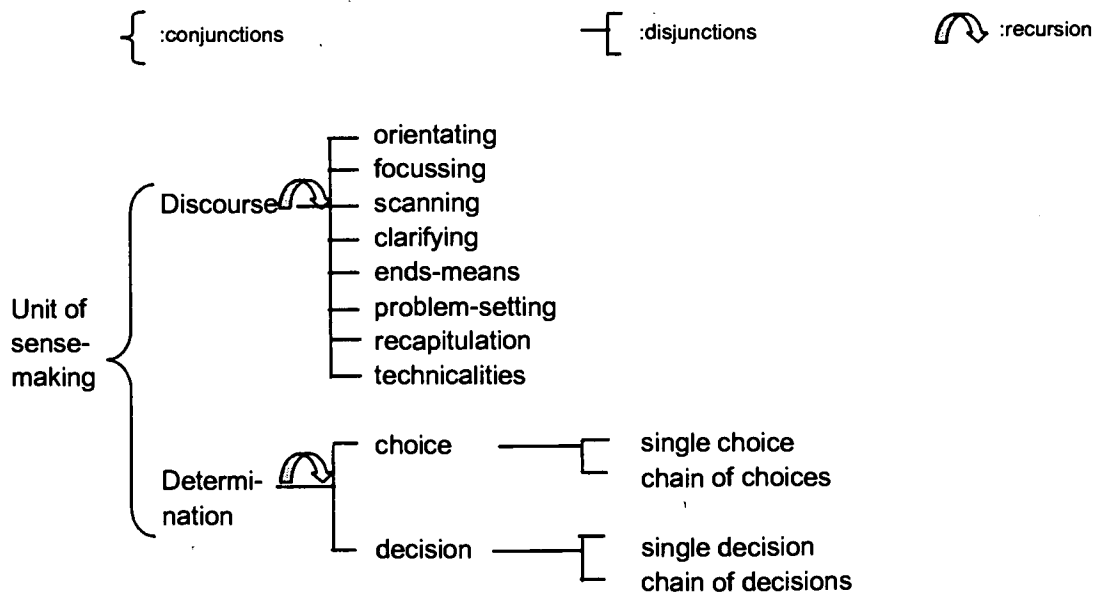 :conjunctions
:disjunctions
:recursion
orientating
focussing
Discourse
scanning
clarifying
ends-means
Unit of
sense-
making
problem-setting
recapitulation
technicalities
choice
single choice
chain of choices
Determi-
nation
decision
single decision
chain of decisions